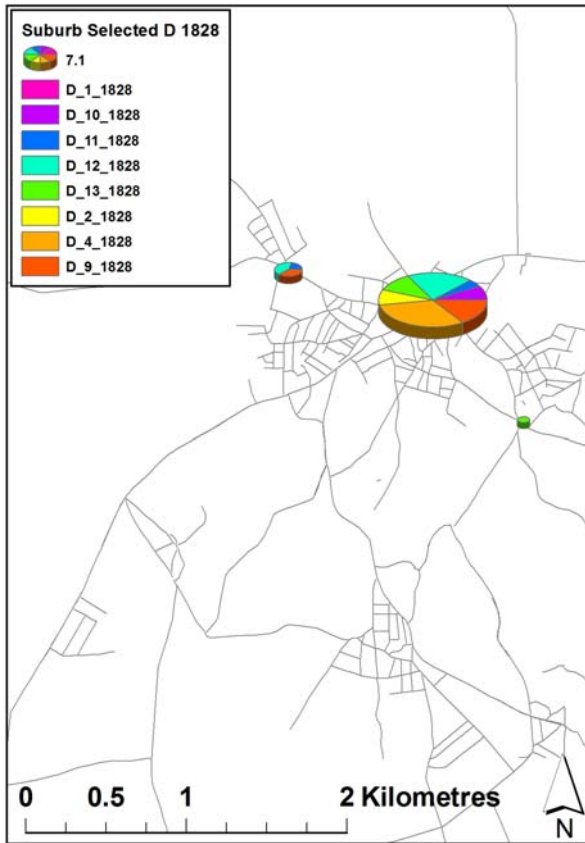 Suburb Selected D 1828
7.1
D_1_1828
D_10_1828
D_11_1828
D_12_1828
D_13_1828
D_2_1828
D_4_1828
D_9_1828
0 0.5 1 2 Kilometres
N